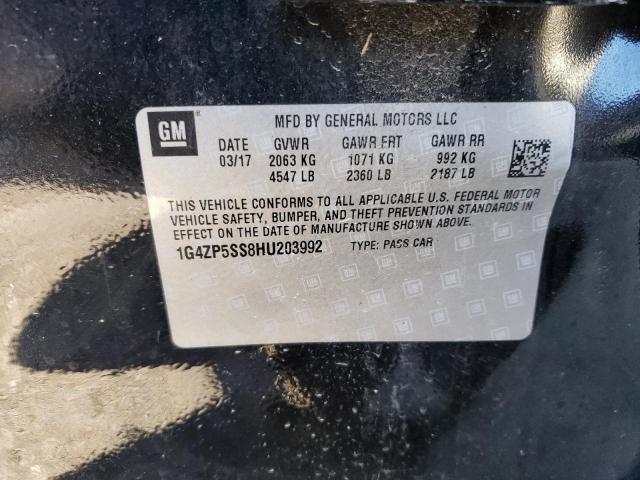 GM
MFD BY GENERAL MOTORS LLC
DATE GVWR GAWR FRT GAWR RR
03/17 2063 KG 1071 KG 992 KG
4547 LB 2360 LB 2187 LB
THIS VEHICLE CONFORMS TO ALL APPLICABLE U.S. FEDERAL MOTOR
VEHICLE SAFETY, BUMPER, AND THEFT PREVENTION STANDARDS IN
EFFECT ON THE DATE OF MANUFACTURE SHOWN ABOVE.
1G4ZP5SS8HU203992 TYPE: PASS CAR